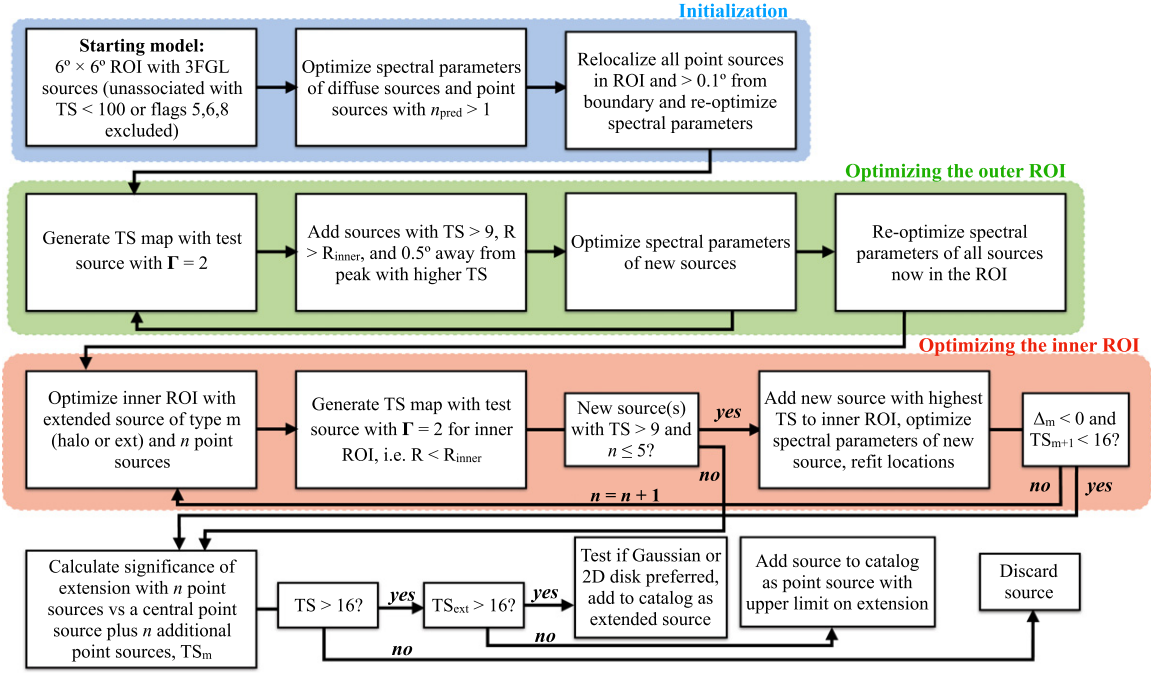 Initialization
Starting model:
6º × 6º ROI with 3FGL
sources (unassociated with
TS < 100 or flags 5,6,8
excluded)
Optimize spectral parameters
of diffuse sources and point
sources with npred > 1
Relocalize all point sources
in ROI and > 0.1º from
boundary and re-optimize
spectral parameters
Optimizing the outer ROI
Generate TS map with test
source with Γ = 2
Add sources with TS > 9, R
> Rinner, and 0.5º away from
peak with higher TS
Optimize spectral parameters
of new sources
Re-optimize spectral
parameters of all sources
now in the ROI
Optimizing the inner ROI
Optimize inner ROI with
extended source of type m
(halo or ext) and n point
sources
Generate TS map with test
source with Γ = 2 for inner
ROI, i.e. R < Rinner
New source(s)
with TS > 9 and
n ≤ 5?
yes
no
Add new source with highest
TS to inner ROI, optimize
spectral parameters of new
source, refit locations
Δm < 0 and
TSm+1 < 16?
no
yes
n = n + 1
Calculate significance of
extension with n point
sources vs a central point
source plus n additional
point sources, TSm
TS > 16?
yes
no
TSext > 16?
yes
no
Test if Gaussian or
2D disk preferred,
add to catalog as
extended source
Add source to catalog
as point source with
upper limit on extension
Discard
source